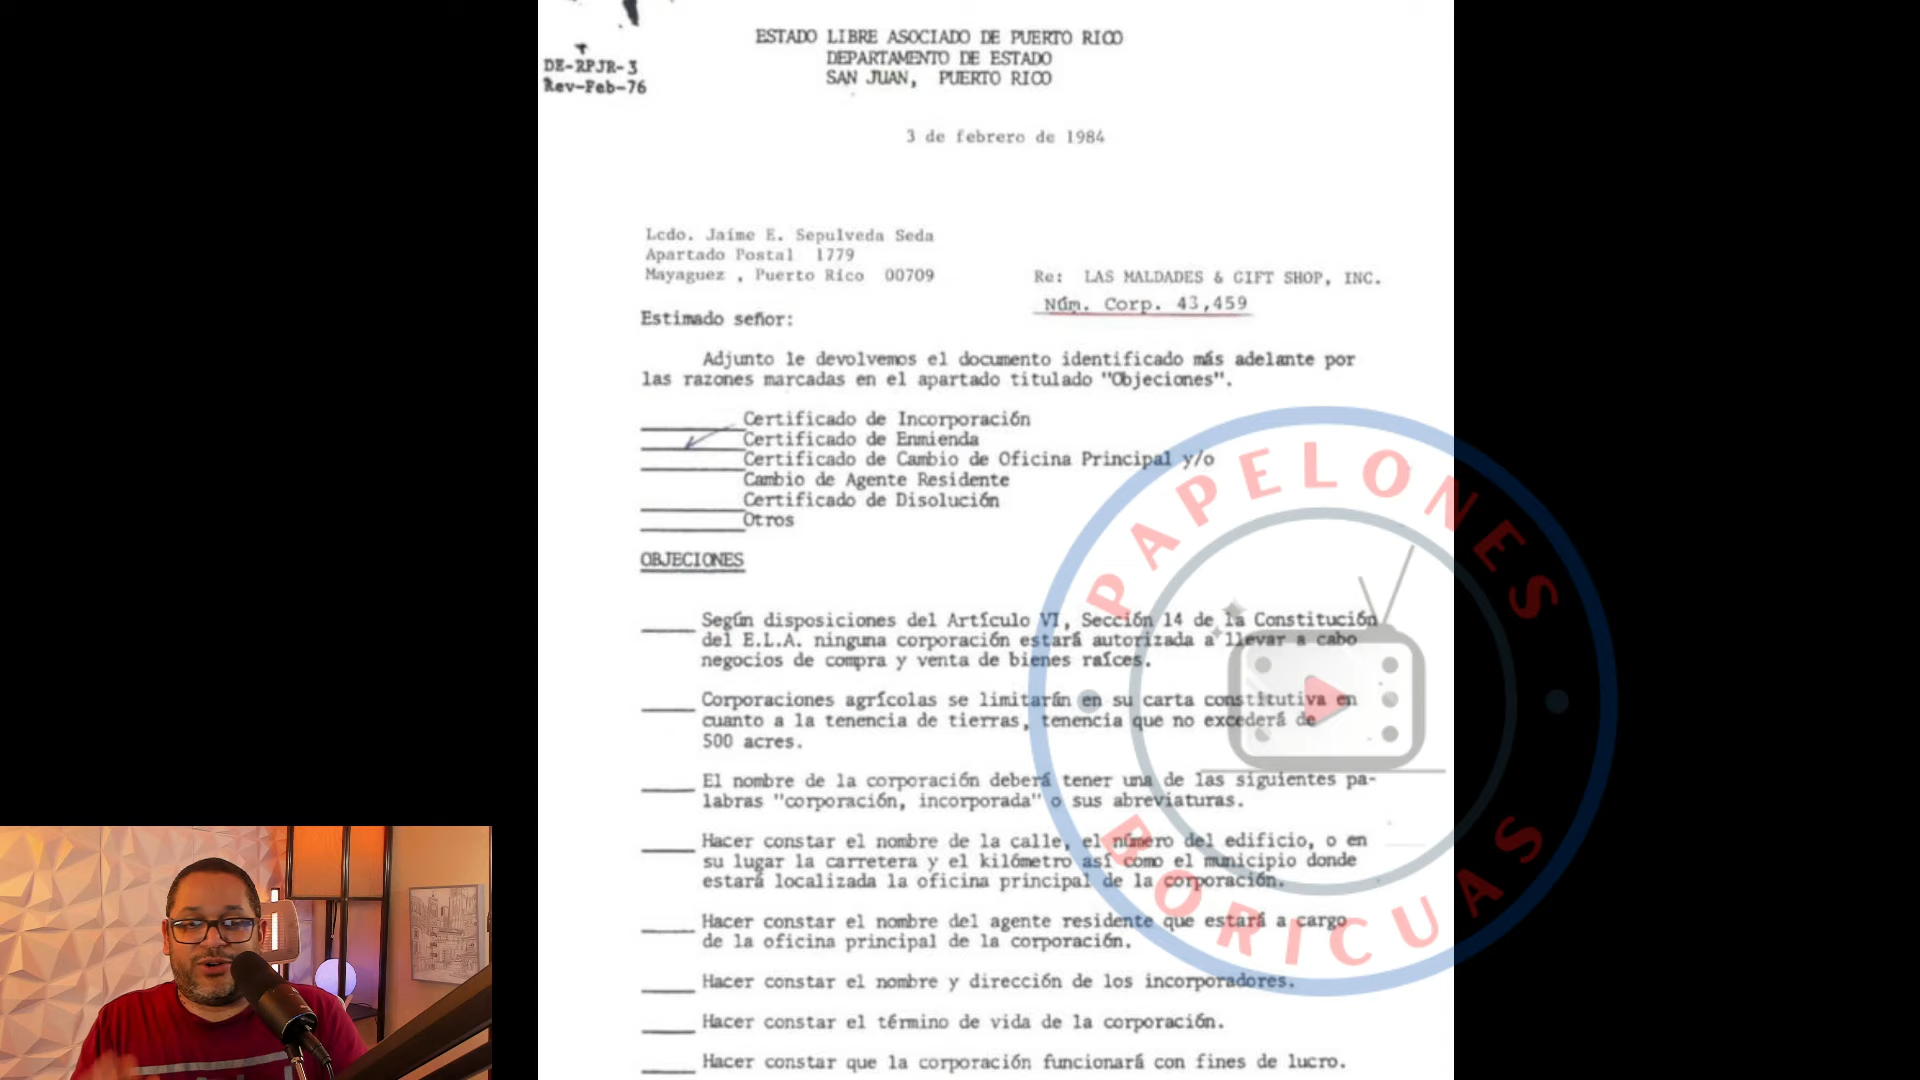 ESTADO LIBRE ASOCIADO DE PUERTO RICO
DEPARTAMENTO DE ESTADO
SAN JUAN, PUERTO RICO
DE-RPJR-3
Rev-Feb-76
3 de febrero de 1984
Lcdo. Jaime E. Sepulveda Seda
Apartado Postal 1779
Mayaguez , Puerto Rico 00709
Re: LAS MALDADES & GIFT SHOP, INC.
Núm. Corp. 43,459
Estimado señor:
Adjunto le devolvemos el documento identificado más adelante por
las razones marcadas en el apartado titulado "Objeciones".
Certificado de Incorporación
Certificado de Enmienda
Certificado de Cambio de Oficina Principal y/o
Cambio de Agente Residente
Certificado de Disolución
Otros
OBJECIONES
Según disposiciones del Artículo VI, Sección 14 de la Constitución
del E.L.A. ninguna corporación estará autorizada a llevar a cabo
negocios de compra y venta de bienes raíces.
Corporaciones agrícolas se limitarán en su carta constitutiva en
cuanto a la tenencia de tierras, tenencia que no excederá de
500 acres.
El nombre de la corporación deberá tener una de las siguientes pa-
labras "corporación, incorporada" o sus abreviaturas.
Hacer constar el nombre de la calle, el número del edificio, o en
su lugar la carretera y el kilómetro así como el municipio donde
estará localizada la oficina principal de la corporación.
Hacer constar el nombre del agente residente que estará a cargo
de la oficina principal de la corporación.
Hacer constar el nombre y dirección de los incorporadores.
Hacer constar el término de vida de la corporación.
Hacer constar que la corporación funcionará con fines de lucro.
PAPELONES
BORICUAS